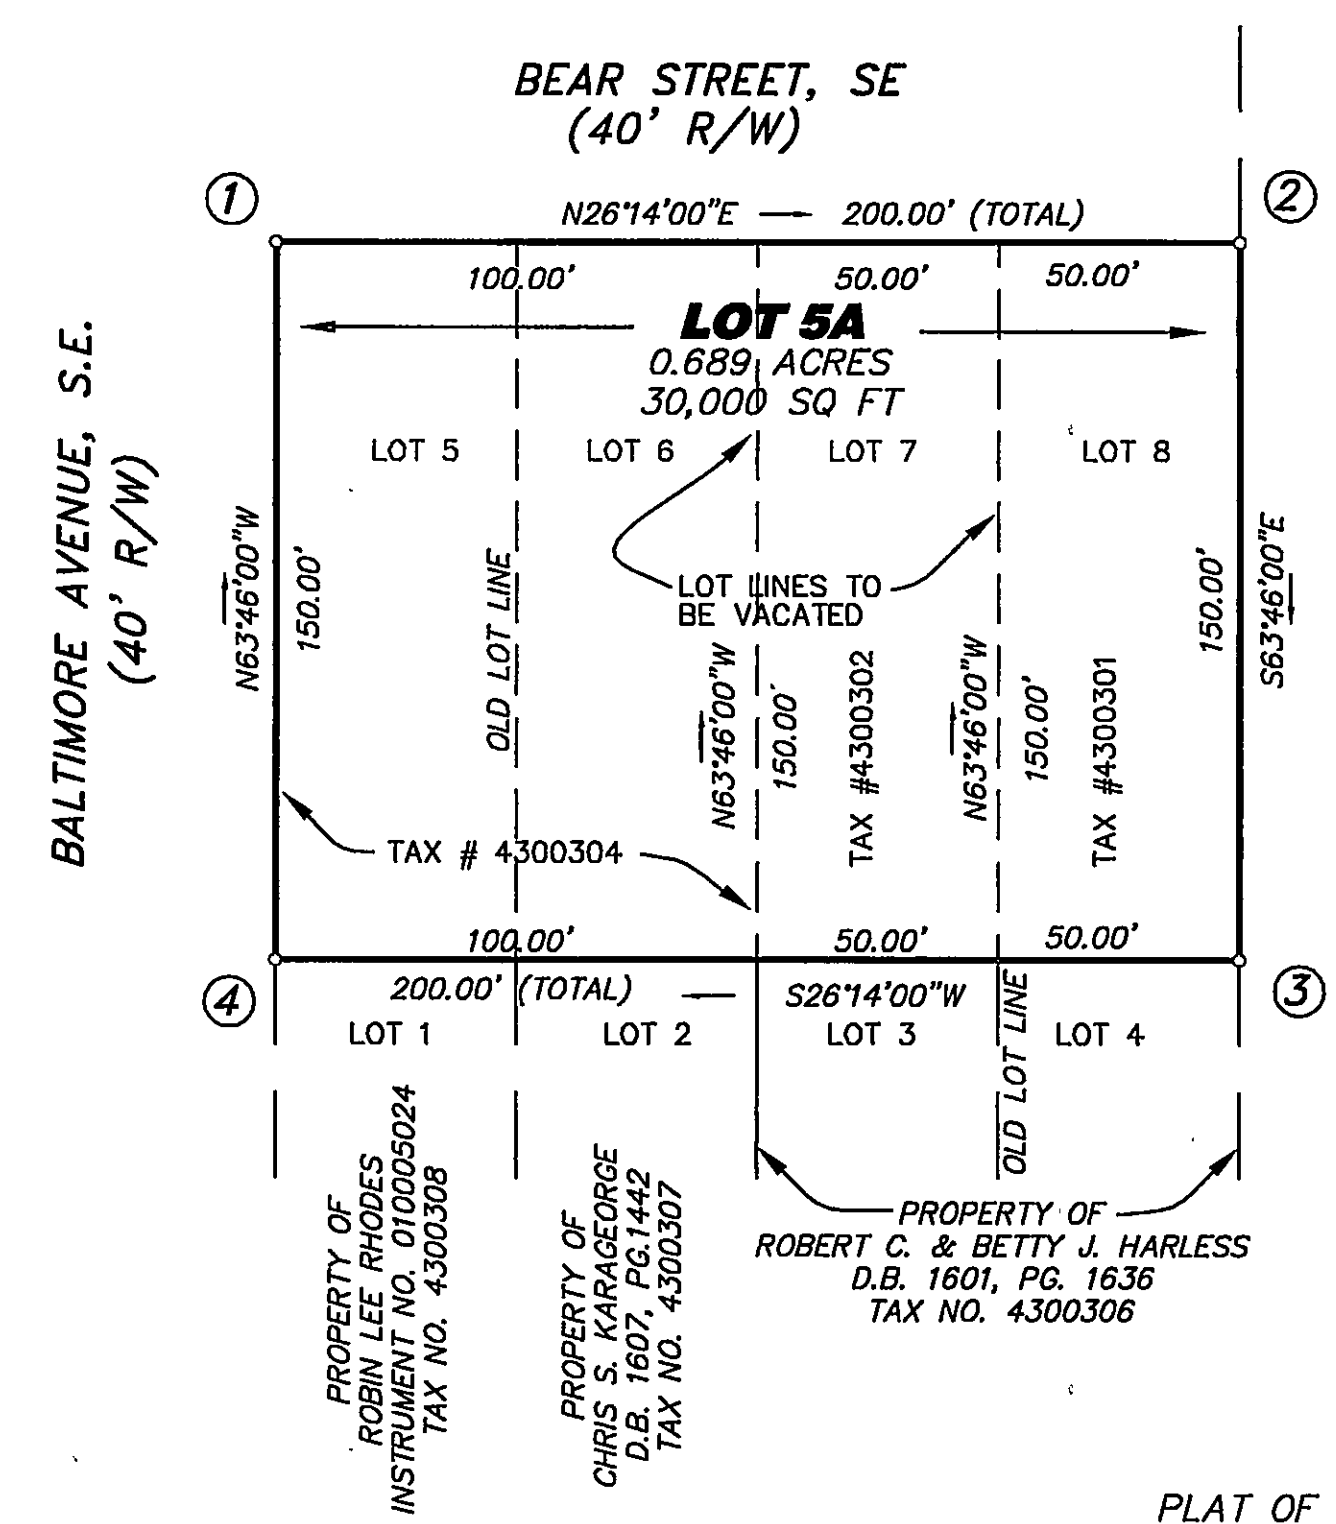 BEAR STREET, SE
(40' R/W)
1
2
N26°14'00"E 200.00' (TOTAL)
100.00'
50.00'
50.00'
LOT 5A
0.689 ACRES
30,000 SQ FT
LOT 5
LOT 6
LOT 7
LOT 8
BALTIMORE AVENUE, S.E.
(40' R/W)
N63°46'00"W
150.00'
OLD LOT LINE
LOT LINES TO
BE VACATED
N63°46'00"W
150.00'
TAX #4300302
N63°46'00"W
150.00'
TAX #4300301
150.00'
S63°46'00"E
TAX # 4300304
100.00'
50.00'
50.00'
4
200.00' (TOTAL)
S26°14'00"W
3
LOT 1
LOT 2
LOT 3
LOT 4
OLD LOT LINE
PROPERTY OF
ROBIN LEE RHODES
INSTRUMENT NO. 010005024
TAX NO. 4300308
PROPERTY OF
CHRIS S. KARAGEORGE
D.B. 1607, PG.1442
TAX NO. 4300307
PROPERTY OF
ROBERT C. & BETTY J. HARLESS
D.B. 1601, PG. 1636
TAX NO. 4300306
PLAT OF